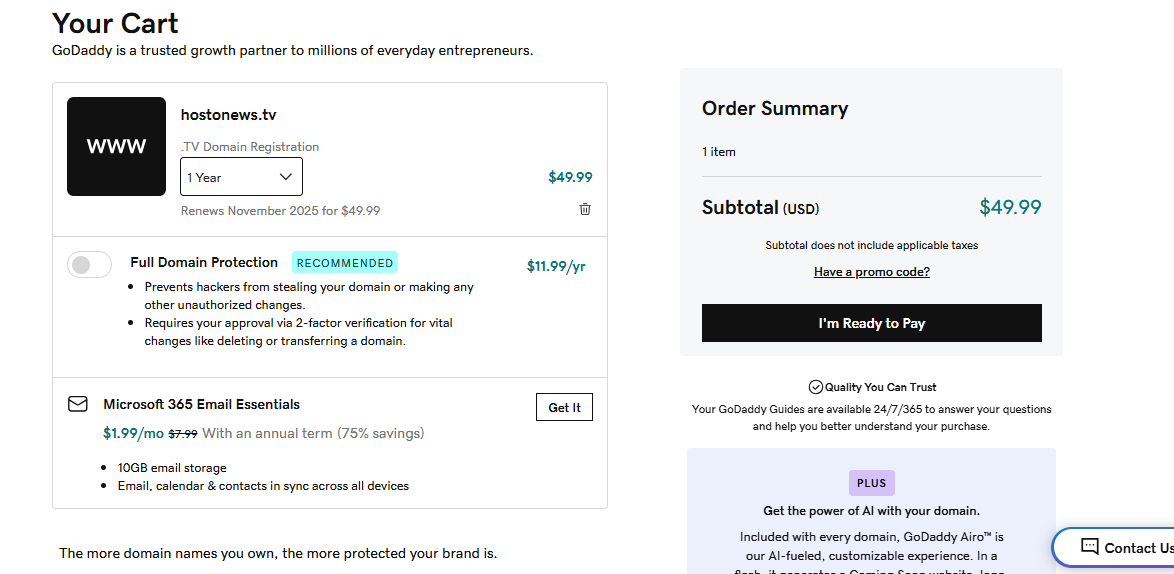 Your Cart
GoDaddy is a trusted growth partner to millions of everyday entrepreneurs.
WWW
hostonews.tv
.TV Domain Registration
1 Year
$49.99
Renews November 2025 for $49.99
Full Domain Protection
RECOMMENDED
$11.99/yr
Prevents hackers from stealing your domain or making any
other unauthorized changes.
Requires your approval via 2-factor verification for vital
changes like deleting or transferring a domain.
Microsoft 365 Email Essentials
Get It
$1.99/mo $7.99 With an annual term (75% savings)
10GB email storage
Email, calendar & contacts in sync across all devices
The more domain names you own, the more protected your brand is.
Order Summary
1 item
Subtotal (USD)
$49.99
Subtotal does not include applicable taxes
Have a promo code?
I'm Ready to Pay
Quality You Can Trust
Your GoDaddy Guides are available 24/7/365 to answer your questions
and help you better understand your purchase.
PLUS
Get the power of AI with your domain.
Included with every domain, GoDaddy Airo™ is
our AI-fueled, customizable experience. In a
flash, it generates a Coming Soon website, logo
Contact Us